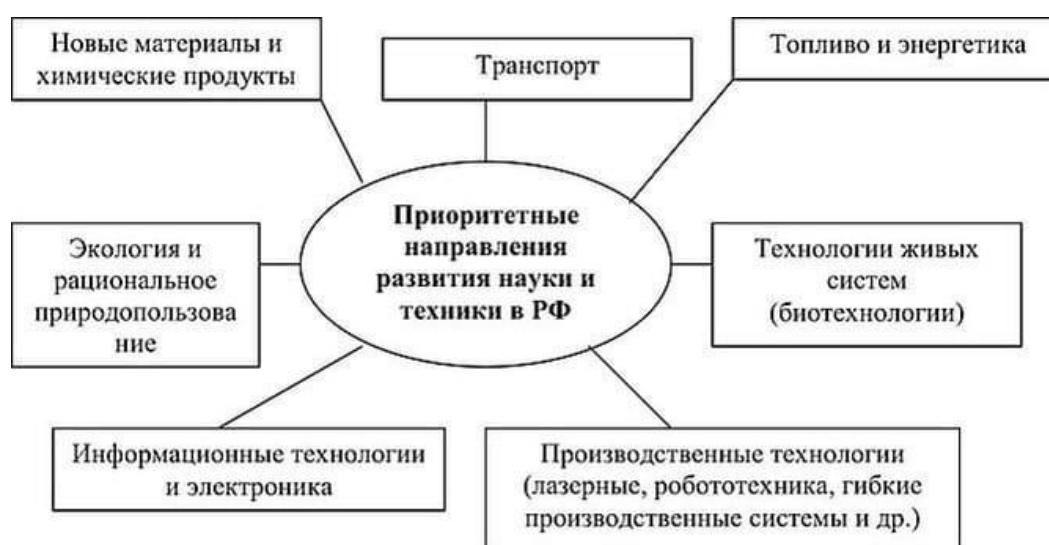 Новые материалы и
химические продукты
Транспорт
Топливо и энергетика
Приоритетные
направления
развития науки и
техники в РФ
Экология и
рациональное
природопользова
ние
Технологии живых
систем
(биотехнологии)
Информационные технологии
и электроника
Производственные технологии
(лазерные, робототехника, гибкие
производственные системы и др.)